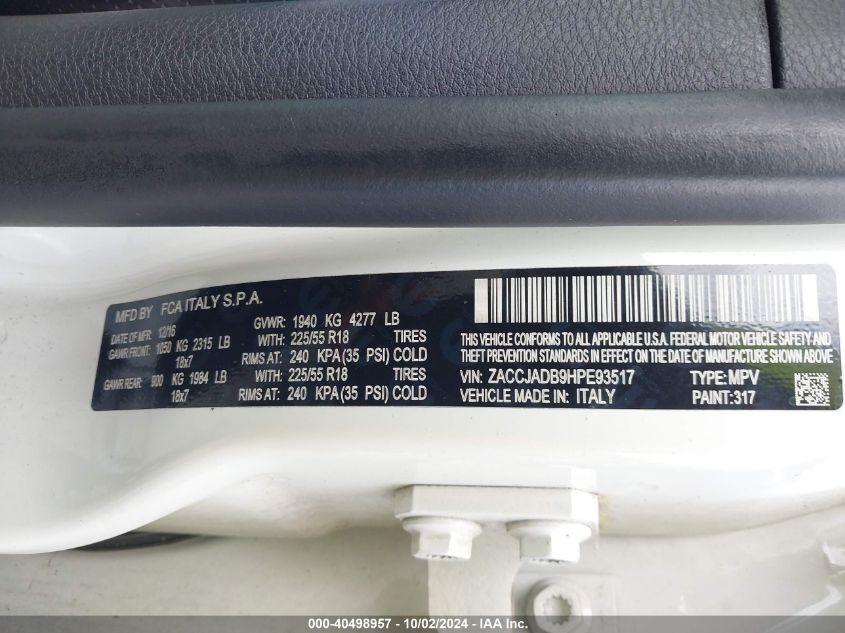 MFD BY FCA ITALY S.P.A.
DATE OF MFR: 12/16 GVWR: 1940 KG 4277 LB
GAWR FRONT: 1050 KG 2315 LB WITH: 225/55 R18 TIRES
18x7 RIMS AT: 240 KPA (35 PSI) COLD
GAWR REAR: 900 KG 1984 LB WITH: 225/55 R18 TIRES
18x7 RIMS AT: 240 KPA (35 PSI) COLD
THIS VEHICLE CONFORMS TO ALL APPLICABLE U.S.A. FEDERAL MOTOR VEHICLE SAFETY AND
THEFT PREVENTION STANDARDS IN EFFECT ON THE DATE OF MANUFACTURE SHOWN ABOVE.
VIN: ZACCJADB9HPE93517 TYPE: MPV
VEHICLE MADE IN: ITALY PAINT:317
000-40498957 - 10/02/2024 - IAA, Inc.